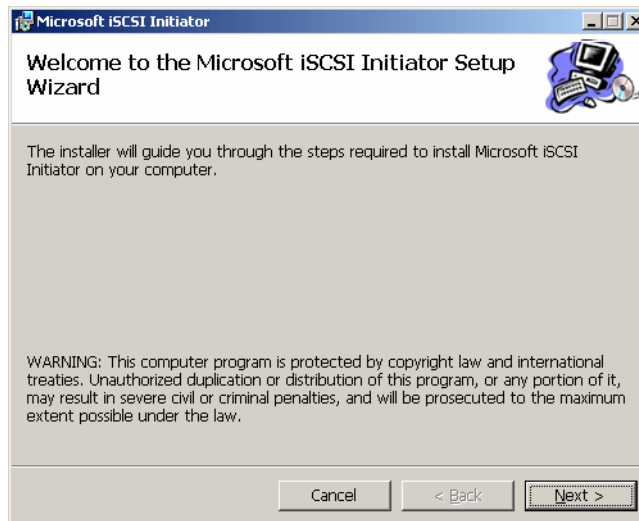 Microsoft iSCSI Initiator
Welcome to the Microsoft iSCSI Initiator Setup
Wizard
The installer will guide you through the steps required to install Microsoft iSCSI
Initiator on your computer.
WARNING: This computer program is protected by copyright law and international
treaties. Unauthorized duplication or distribution of this program, or any portion of it,
may result in severe civil or criminal penalties, and will be prosecuted to the maximum
extent possible under the law.
Cancel < Back Next >